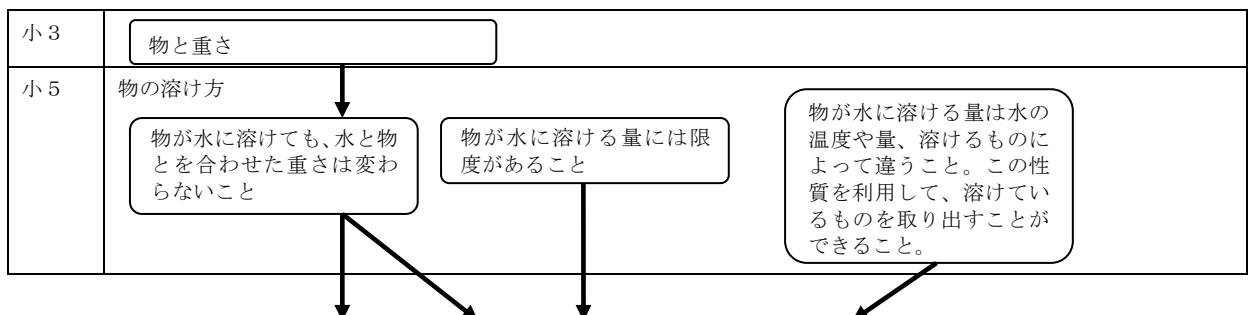 小3
物と重さ
小5
物の溶け方
物が水に溶けても、水と物
とを合わせた重さは変わ
らないこと
物が水に溶ける量には限
度があること
物が水に溶ける量は水の
温度や量、溶けるものに
よって違うこと。この性
質を利用して、溶けてい
るものを取り出すことが
できること。